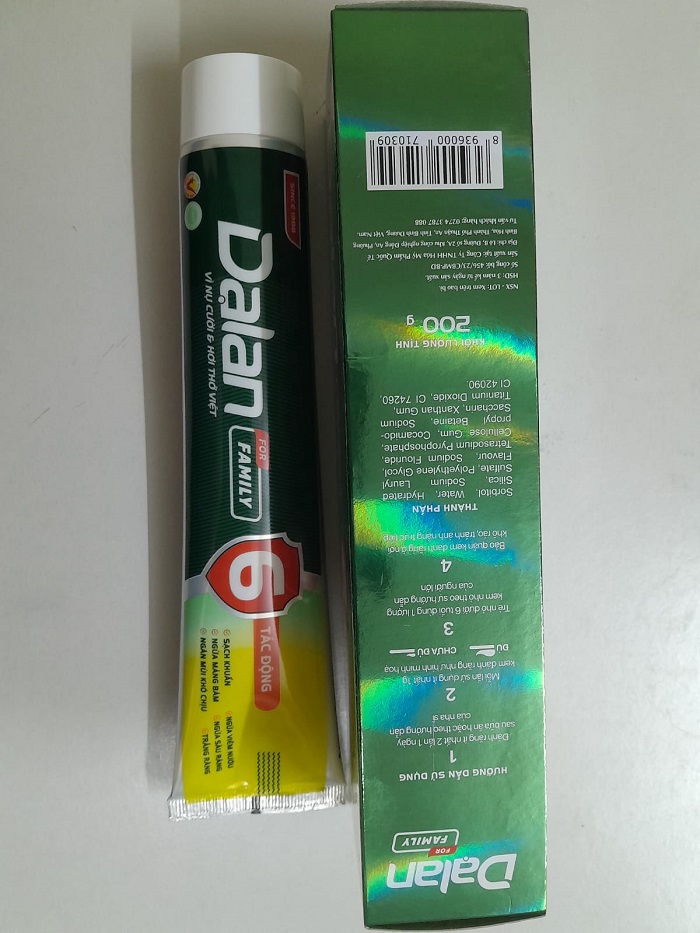 SINCE 1988
Dạlan
VÌ NỤ CƯỜI & HƠI THỞ VIỆT
FOR
FAMILY
6
TÁC ĐỘNG
SẠCH KHUẨN
NGỪA MẢNG BÁM
NGĂN MÙI KHÓ CHỊU
NGỪA VIÊM NƯỚU
NGỪA SÂU RĂNG
TRẮNG RĂNG
Dạlan
FOR
FAMILY
HƯỚNG DẪN SỬ DỤNG
1
Đánh răng ít nhất 2 lần 1 ngày,
sau bữa ăn hoặc theo hướng dẫn
của nha sĩ
2
Mỗi lần sử dụng ít nhất 1g
kem đánh răng như hình minh hoạ
ĐỦ
CHƯA ĐỦ
3
Trẻ nhỏ dưới 6 tuổi dùng 1 lượng
kem nhỏ theo sự hướng dẫn
của người lớn
4
Bảo quản kem đánh răng ở nơi
khô ráo, tránh ánh nắng trực tiếp
THÀNH PHẦN
Sorbitol, Water, Hydrated
Silica, Sodium Lauryl
Sulfate, Polyethylene Glycol,
Flavour, Sodium Flouride,
Tetrasodium Pyrophosphate,
Cellulose Gum, Cocamido-
propyl Betaine, Sodium
Saccharin, Xanthan Gum,
Titanium Dioxide, CI 74260,
CI 42090.
KHỐI LƯỢNG TỊNH
200 g
NSX - LOT: Xem trên bao bì.
HSD: 3 năm kể từ ngày sản xuất.
Số công bố: 456/23/CBMP-BD
Sản xuất tại: Công Ty TNHH Hóa Mỹ Phẩm Quốc Tế
Địa chỉ: Lô B, Đường số 2A, Khu công nghiệp Đồng An, Phường
Bình Hòa, Thành Phố Thuận An, Tỉnh Bình Dương, Việt Nam.
Tư vấn khách hàng: 0274 3787 088
8 936000 710309